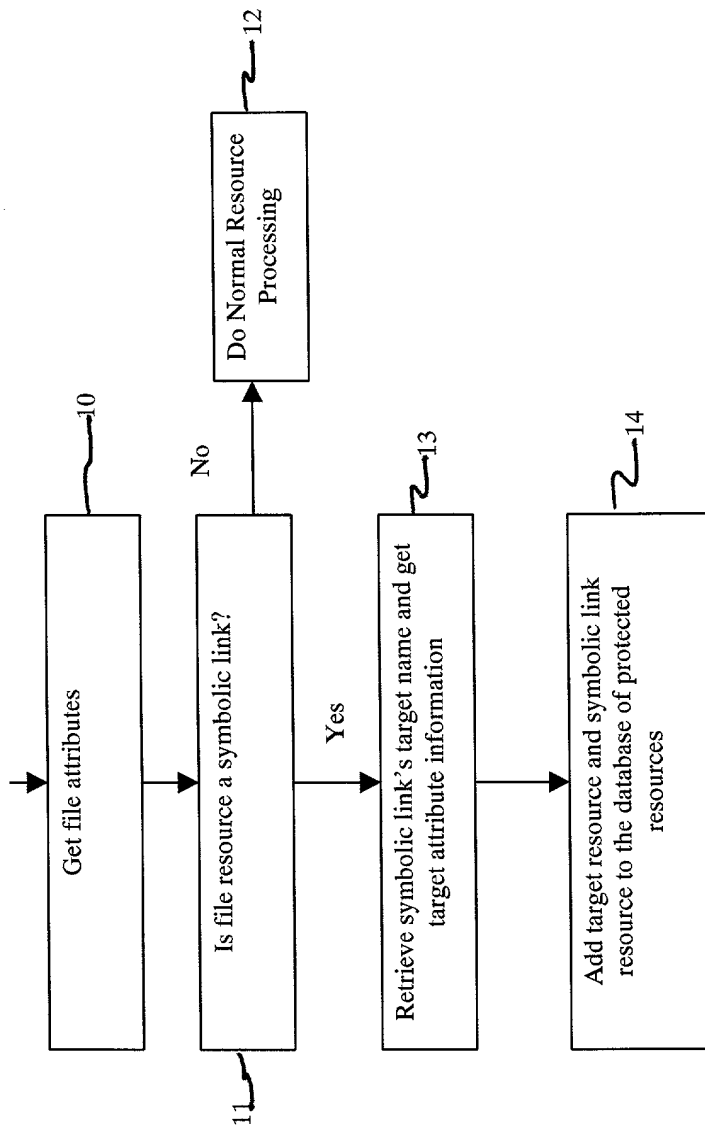 Get file attributes
10
Is file resource a symbolic link?
11
No
Do Normal Resource
Processing
12
Yes
Retrieve symbolic link's target name and get
target attribute information
13
Add target resource and symbolic link
resource to the database of protected
resources
14